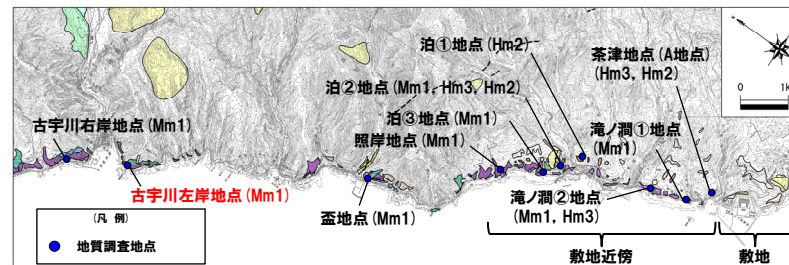 泊①地点(Hm2)
茶津地点(A地点)
(Hm3, Hm2)
泊②地点(Mm1, Hm3, Hm2)
泊③地点(Mm1)
照岸地点(Mm1)
滝ノ澗①地点
(Mm1)
古宇川右岸地点(Mm1)
古宇川左岸地点(Mm1)
盃地点(Mm1)
滝ノ澗②地点
(Mm1, Hm3)
敷地近傍
敷地
(凡 例)
地質調査地点
0 1k